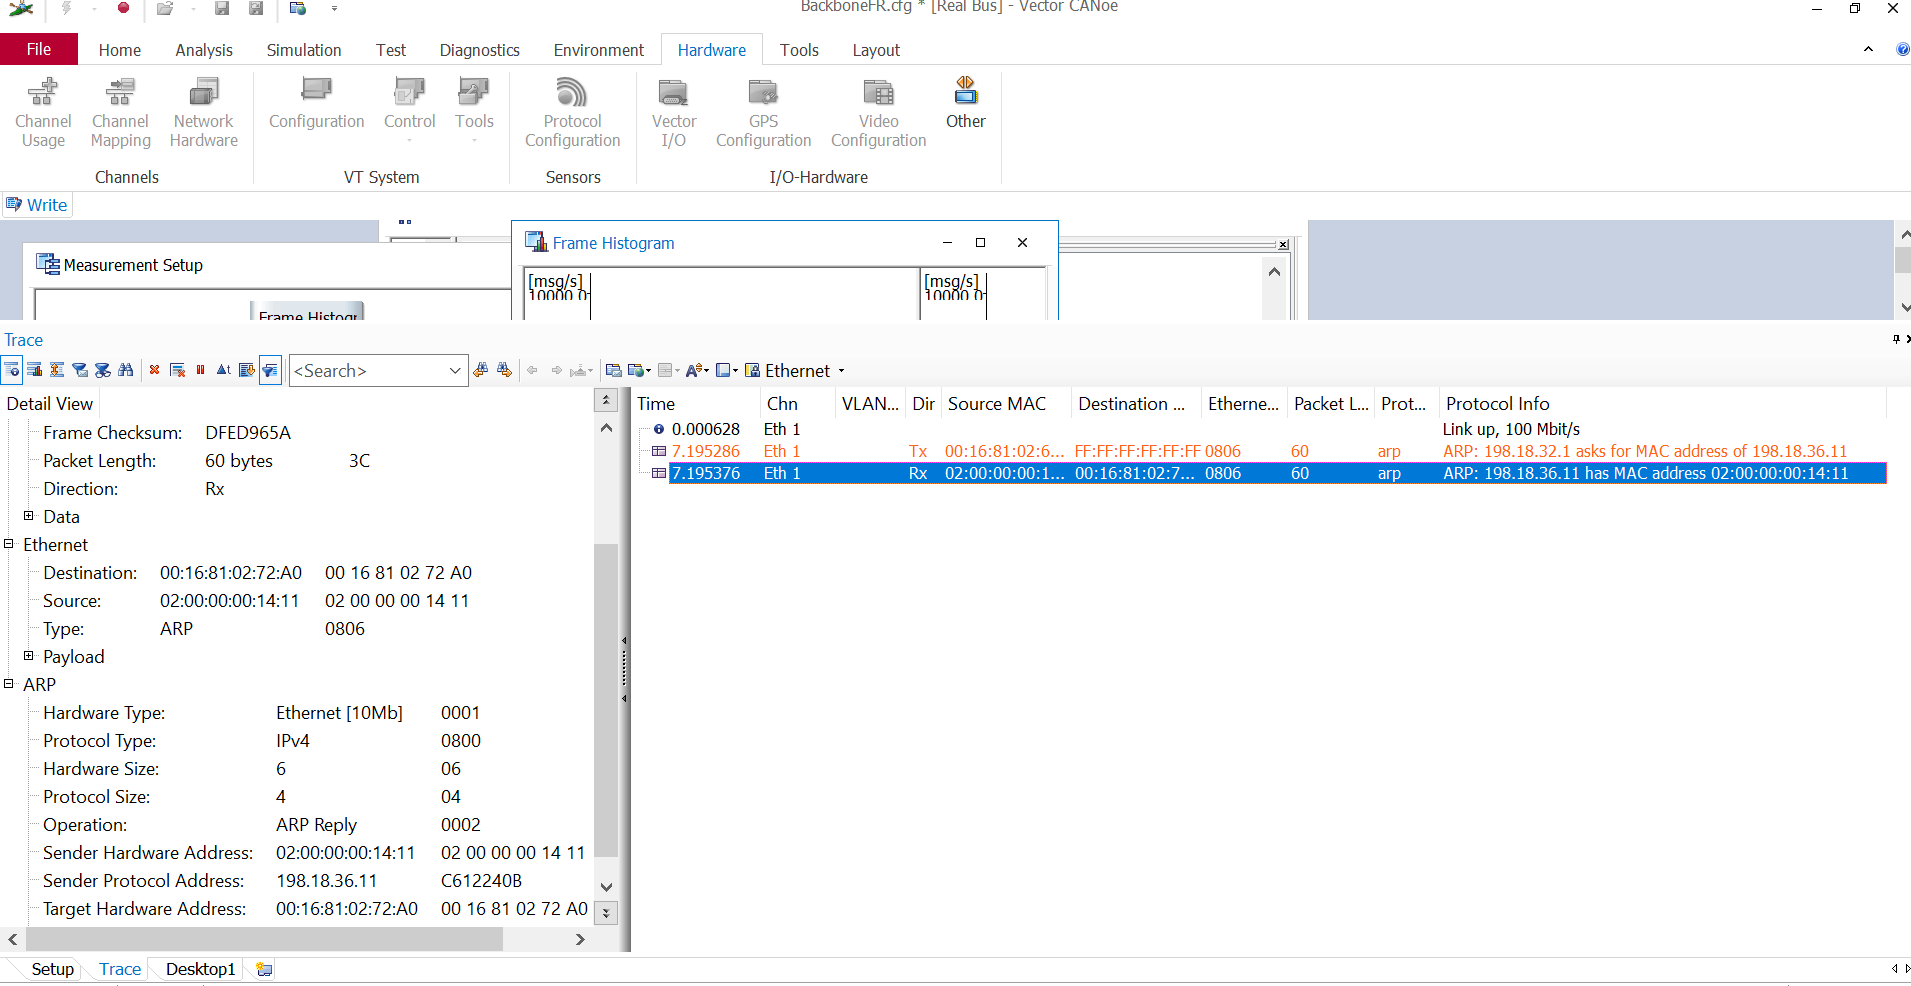 BackboneFR.cfg * [Real Bus] - Vector CANoe
File Home Analysis Simulation Test Diagnostics Environment Hardware Tools Layout
Channel Usage
Channel Mapping
Network Hardware
Channels
Configuration
Control
Tools
VT System
Protocol Configuration
Sensors
Vector I/O
GPS Configuration
Video Configuration
Other
I/O-Hardware
Write
Measurement Setup
Frame Histogr
Frame Histogram
[msg/s] [msg/s]
10000.0 10000.0
Trace
Δt
<Search>
Ethernet
Detail View
Frame Checksum: DFED965A
Packet Length: 60 bytes 3C
Direction: Rx
Data
Ethernet
Destination: 00:16:81:02:72:A0 00 16 81 02 72 A0
Source: 02:00:00:00:14:11 02 00 00 00 14 11
Type: ARP 0806
Payload
ARP
Hardware Type: Ethernet [10Mb] 0001
Protocol Type: IPv4 0800
Hardware Size: 6 06
Protocol Size: 4 04
Operation: ARP Reply 0002
Sender Hardware Address: 02:00:00:00:14:11 02 00 00 00 14 11
Sender Protocol Address: 198.18.36.11 C612240B
Target Hardware Address: 00:16:81:02:72:A0 00 16 81 02 72 A0
Time Chn VLAN... Dir Source MAC Destination ... Etherne... Packet L... Prot... Protocol Info
0.000628 Eth 1 Link up, 100 Mbit/s
7.195286 Eth 1 Tx 00:16:81:02:6... FF:FF:FF:FF:FF:FF 0806 60 arp ARP: 198.18.32.1 asks for MAC address of 198.18.36.11
7.195376 Eth 1 Rx 02:00:00:00:1... 00:16:81:02:7... 0806 60 arp ARP: 198.18.36.11 has MAC address 02:00:00:00:14:11
Setup Trace Desktop1